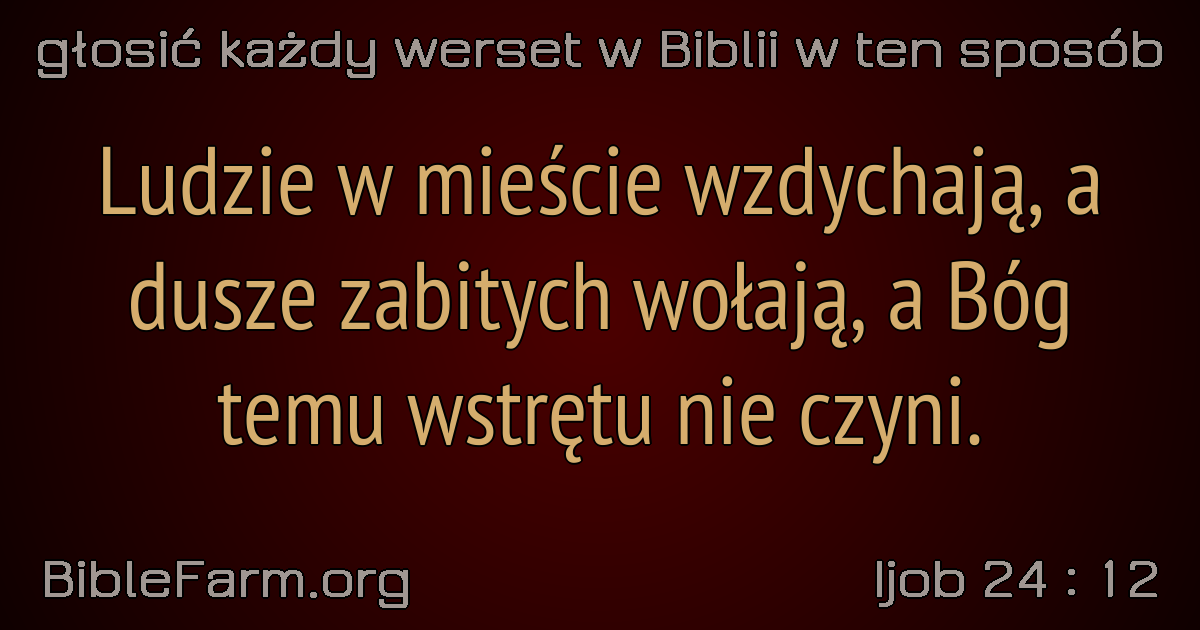 głosić każdy werset w Biblii w ten sposób
Ludzie w mieście wzdychają, a
dusze zabitych wołają, a Bóg
temu wstrętu nie czyni.
BibleFarm.org
Ijob 24 : 12